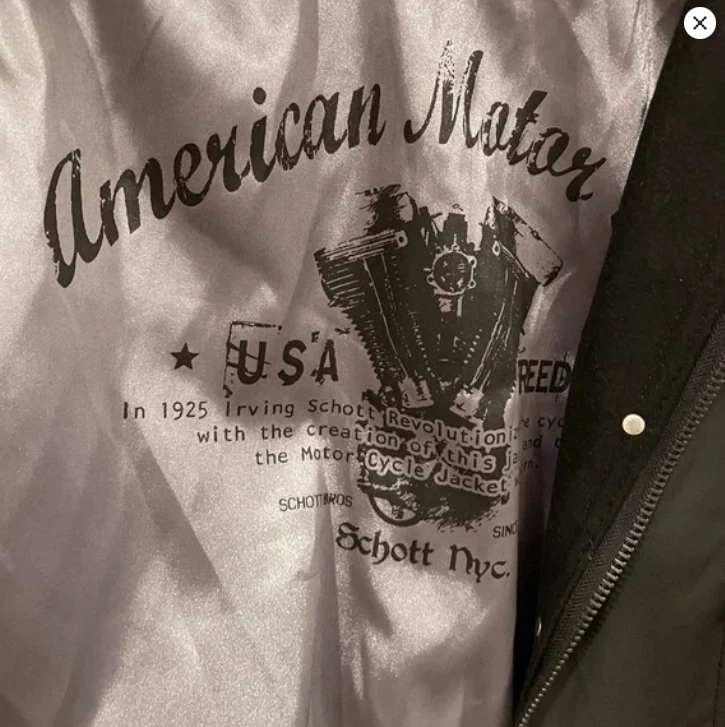 American Motor
USA REED
In 1925 Irving Schott Revolutioni
with the creation of this
the Motor Cycle Jacket
SCHOTT BROS
SINC
Schott Nyc.